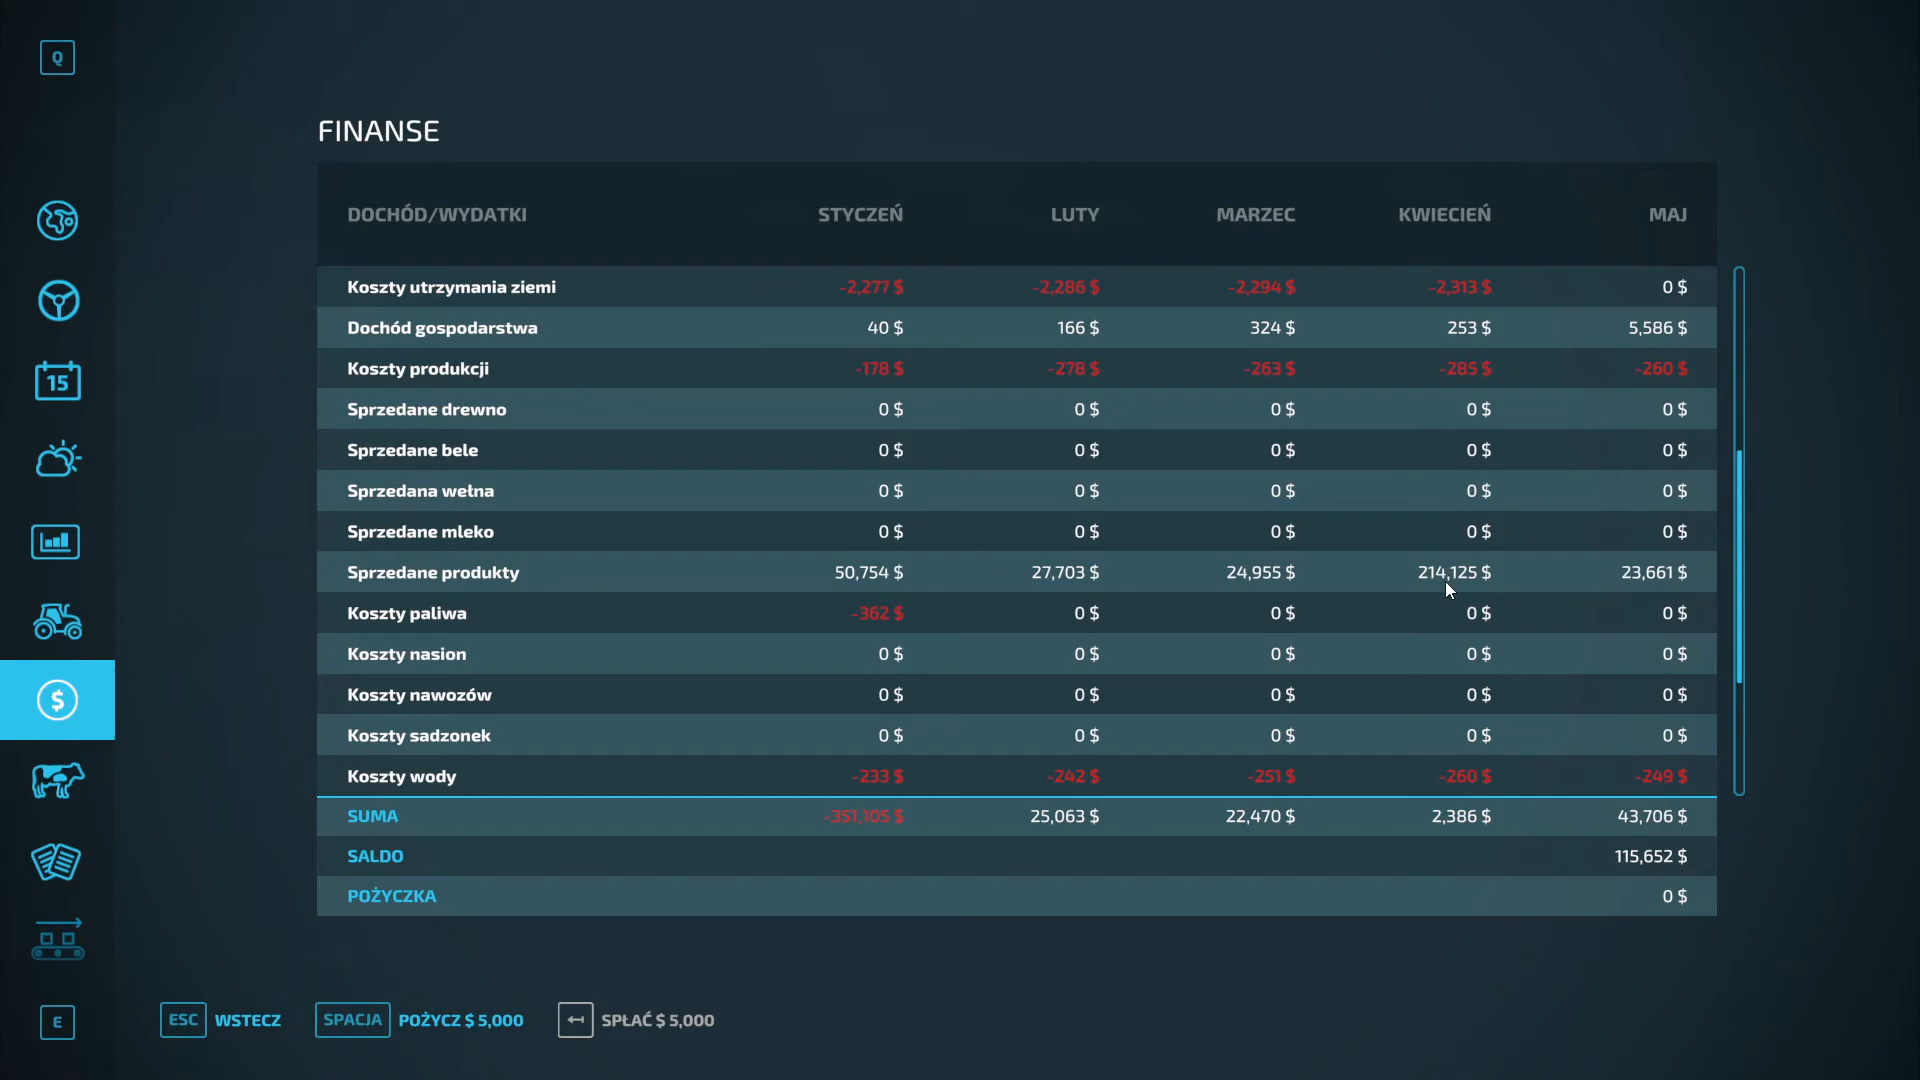 Q
FINANSE
DOCHÓD/WYDATKI STYCZEŃ LUTY MARZEC KWIECIEŃ MAJ
Koszty utrzymania ziemi -2,277 $ -2,286 $ -2,294 $ -2,313 $ 0 $
Dochód gospodarstwa 40 $ 166 $ 324 $ 253 $ 5,586 $
Koszty produkcji -178 $ -278 $ -263 $ -285 $ -260 $
15
Sprzedane drewno 0 $ 0 $ 0 $ 0 $ 0 $
Sprzedane bele 0 $ 0 $ 0 $ 0 $ 0 $
Sprzedana wełna 0 $ 0 $ 0 $ 0 $ 0 $
Sprzedane mleko 0 $ 0 $ 0 $ 0 $ 0 $
Sprzedane produkty 50,754 $ 27,703 $ 24,955 $ 214,125 $ 23,661 $
Koszty paliwa -362 $ 0 $ 0 $ 0 $ 0 $
Koszty nasion 0 $ 0 $ 0 $ 0 $ 0 $
Koszty nawozów 0 $ 0 $ 0 $ 0 $ 0 $
$
Koszty sadzonek 0 $ 0 $ 0 $ 0 $ 0 $
Koszty wody -233 $ -242 $ -251 $ -260 $ -249 $
SUMA -351,105 $ 25,063 $ 22,470 $ 2,386 $ 43,706 $
SALDO 115,652 $
POŻYCZKA 0 $
E
ESC WSTECZ SPACJA POŻYCZ $ 5,000 SPŁAĆ $ 5,000